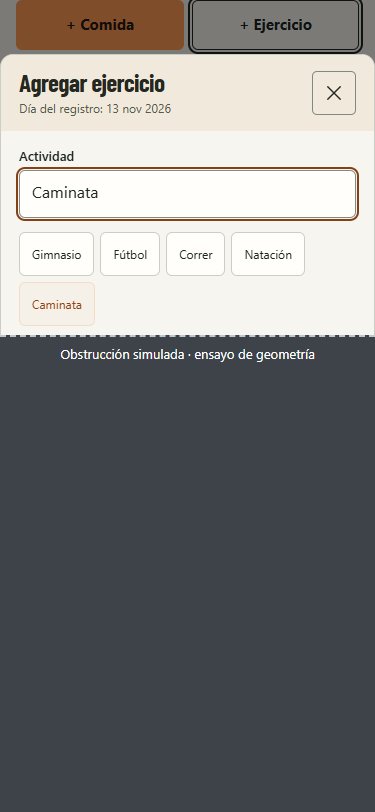 + Comida
+ Ejercicio
Agregar ejercicio
Día del registro: 13 nov 2026
Actividad
Caminata
Gimnasio
Fútbol
Correr
Natación
Caminata
Obstrucción simulada · ensayo de geometría